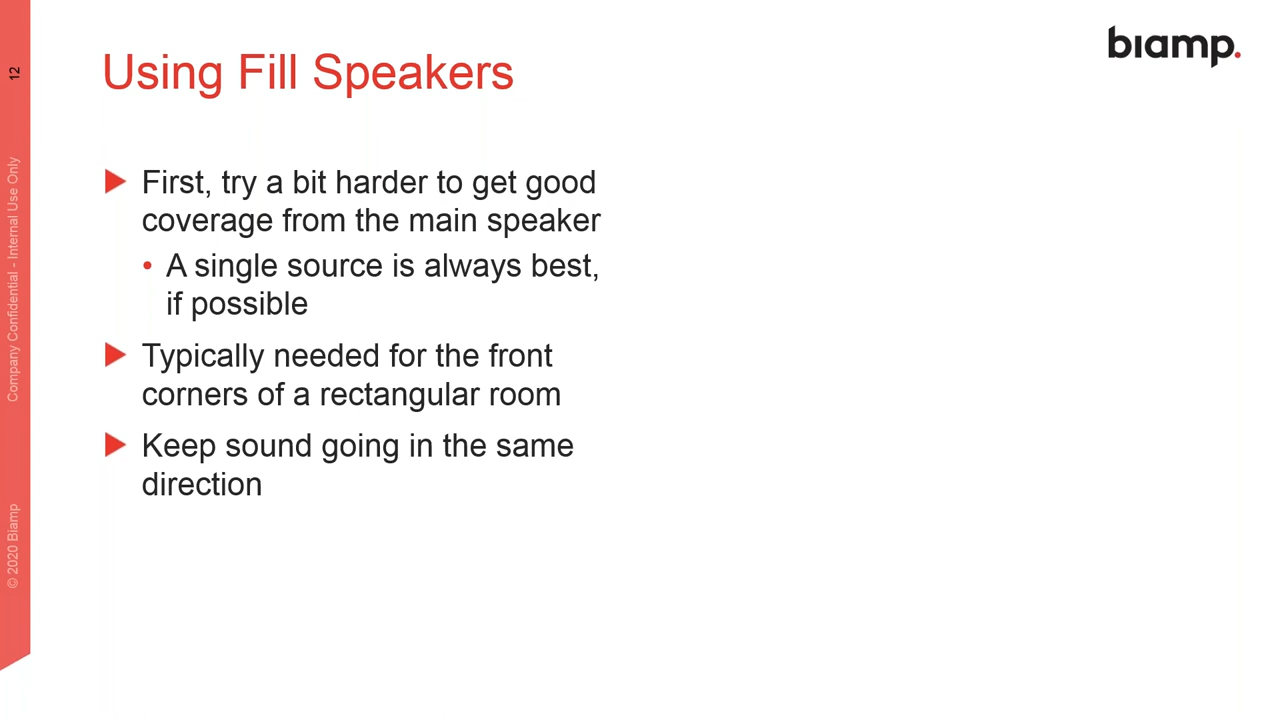 Using Fill Speakers
biamp.
First, try a bit harder to get good
coverage from the main speaker
• A single source is always best,
if possible
Typically needed for the front
corners of a rectangular room
Keep sound going in the same
direction
12
Company Confidential - Internal Use Only
© 2020 Biamp